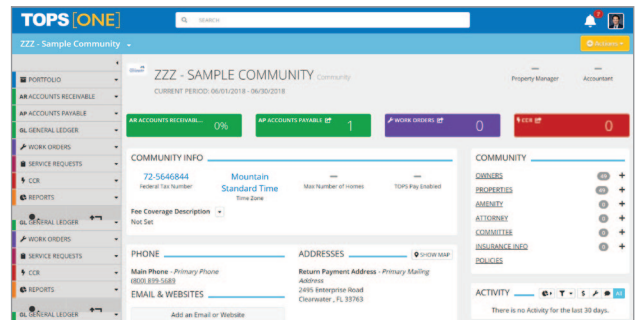 TOPS [ONE]
SEARCH
7
ZZZ - Sample Community
PORTFOLIO
AR ACCOUNTS RECEIVABLE
AP ACCOUNTS PAYABLE
GL GENERAL LEDGER
WORK ORDERS
SERVICE REQUESTS
CCR
REPORTS
GL GENERAL LEDGER
WORK ORDERS
SERVICE REQUESTS
CCR
REPORTS
GL GENERAL LEDGER
ZZZ - SAMPLE COMMUNITY Community
CURRENT PERIOD: 06/01/2018 - 06/30/2018
Property Manager
Accountant
AR ACCOUNTS RECEIVABL... 0%
AP ACCOUNTS PAYABLE 1
WORK ORDERS 0
CCR 0
COMMUNITY INFO
72-5646844
Federal Tax Number
Mountain
Standard Time
Time Zone
Max Number of Homes
TOPS Pay Enabled
Fee Coverage Description
Not Set
PHONE
Main Phone - Primary Phone
(800) 899-5689
EMAIL & WEBSITES
Add an Email or Website
ADDRESSES
SHOW MAP
Return Payment Address - Primary Mailing
Address
2495 Enterprise Road
Clearwater , FL 33763
COMMUNITY
OWNERS 49 +
PROPERTIES 49 +
AMENITY 0 +
ATTORNEY 0 +
COMMITTEE 0 +
INSURANCE INFO 0 +
POLICIES
ACTIVITY
$
All
There is no Activity for the last 30 days.